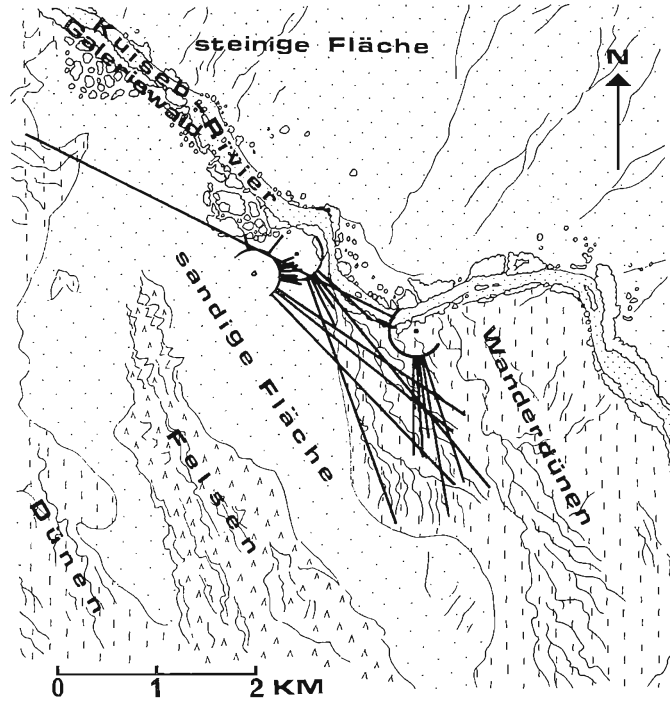 steinige Fläche
N
Kuiseb - Rivier
Galeriewald
sandige Fläche
Wanderdünen
Felsen
Dünen
0 1 2 KM